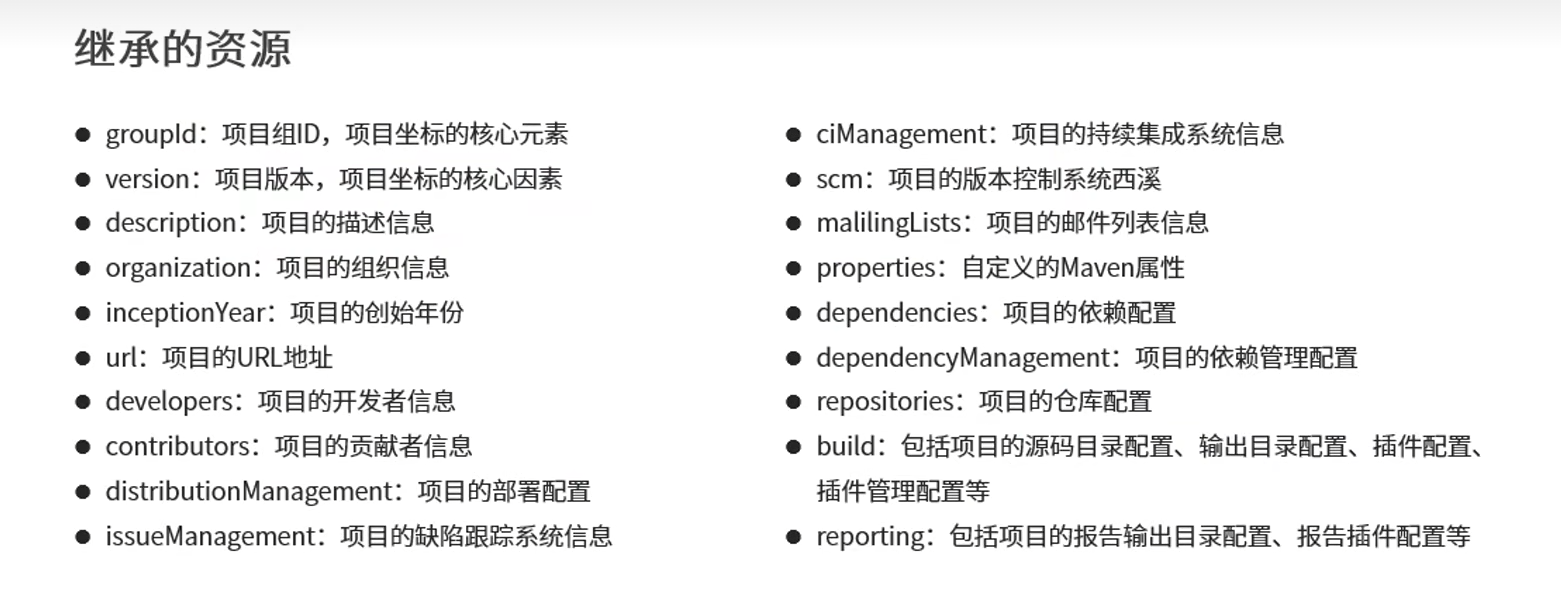 继承的资源
groupId：项目组ID，项目坐标的核心元素
version：项目版本，项目坐标的核心因素
description：项目的描述信息
organization：项目的组织信息
inceptionYear：项目的创始年份
url：项目的URL地址
developers：项目的开发者信息
contributors：项目的贡献者信息
distributionManagement：项目的部署配置
issueManagement：项目的缺陷跟踪系统信息
ciManagement：项目的持续集成系统信息
scm：项目的版本控制系统西溪
malilingLists：项目的邮件列表信息
properties：自定义的Maven属性
dependencies：项目的依赖配置
dependencyManagement：项目的依赖管理配置
repositories：项目的仓库配置
build：包括项目的源码目录配置、输出目录配置、插件配置、
插件管理配置等
reporting：包括项目的报告输出目录配置、报告插件配置等